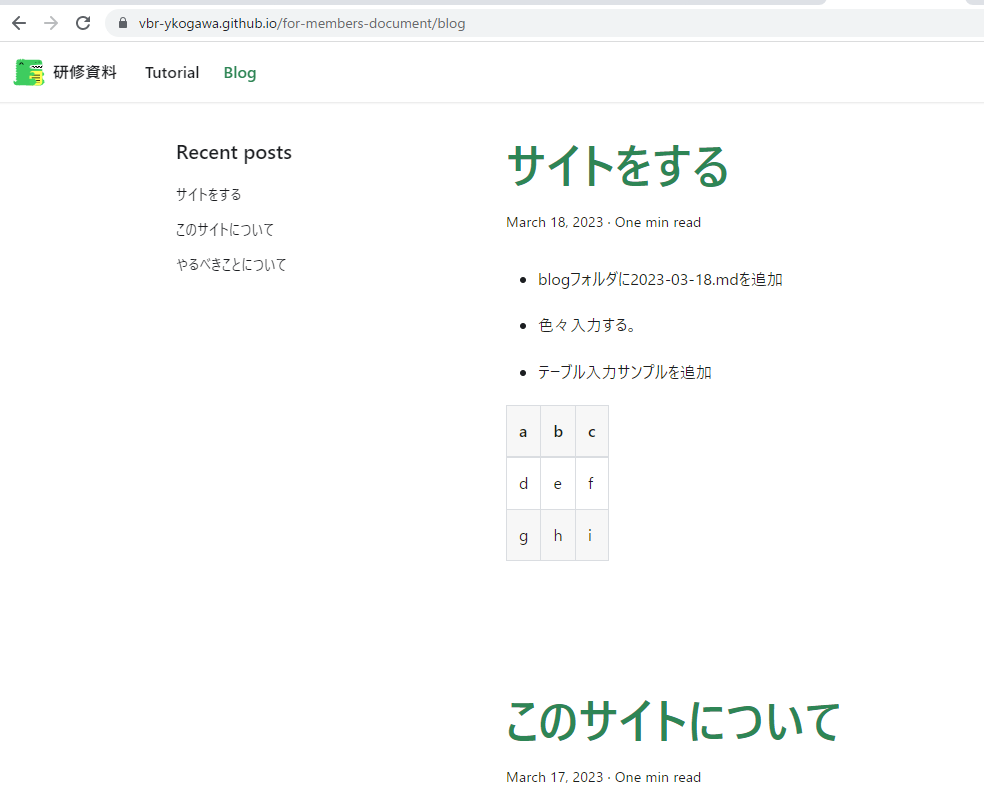 vbr-ykogawa.github.io/for-members-document/blog
研修資料 Tutorial Blog
Recent posts
サイトをする
このサイトについて
やるべきことについて
サイトをする
March 18, 2023 · One min read
• blogフォルダに2023-03-18.mdを追加
• 色々入力する。
• テーブル入力サンプルを追加
a b c
d e f
g h i
このサイトについて
March 17, 2023 · One min read